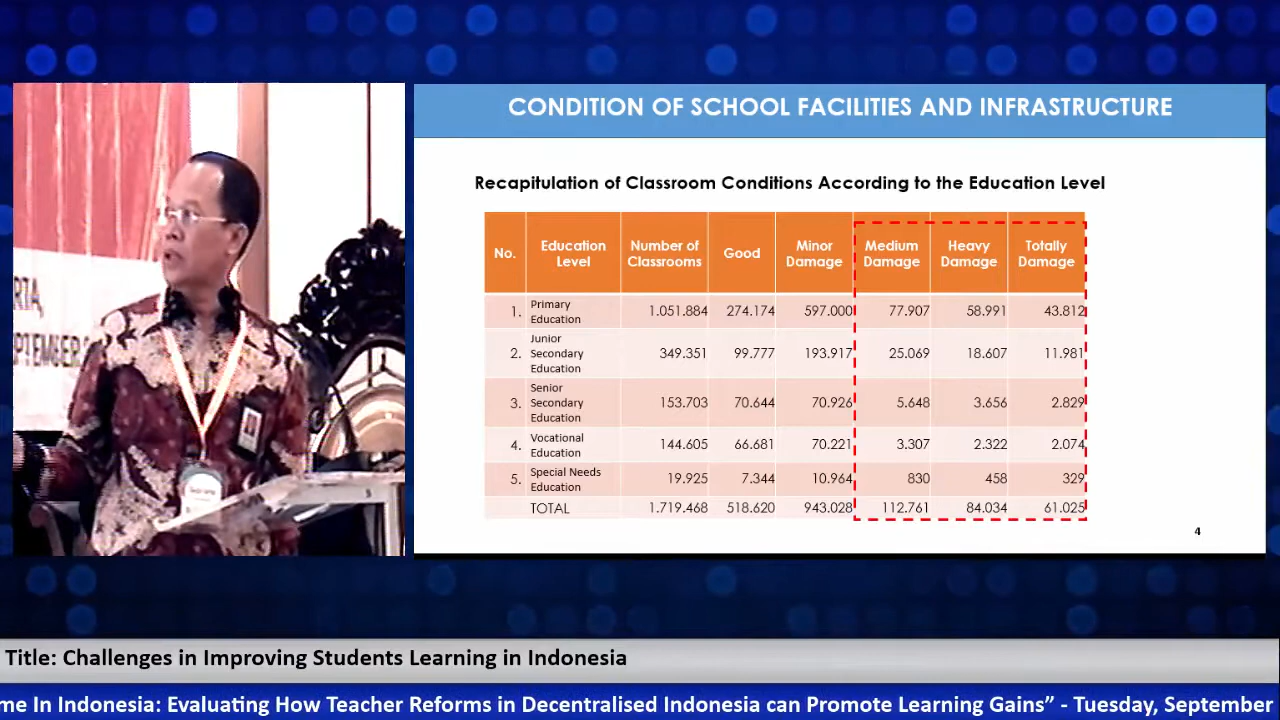 RTA,
PTEMBER
CONDITION OF SCHOOL FACILITIES AND INFRASTRUCTURE
Recapitulation of Classroom Conditions According to the Education Level
No. Education Level Number of Classrooms Good Minor Damage Medium Damage Heavy Damage Totally Damage
1. Primary Education 1.051.884 274.174 597.000 77.907 58.991 43.812
2. Junior Secondary Education 349.351 99.777 193.917 25.069 18.607 11.981
3. Senior Secondary Education 153.703 70.644 70.926 5.648 3.656 2.829
4. Vocational Education 144.605 66.681 70.221 3.307 2.322 2.074
5. Special Needs Education 19.925 7.344 10.964 830 458 329
TOTAL 1.719.468 518.620 943.028 112.761 84.034 61.025
4
Title: Challenges in Improving Students Learning in Indonesia
me In Indonesia: Evaluating How Teacher Reforms in Decentralised Indonesia can Promote Learning Gains” - Tuesday, September